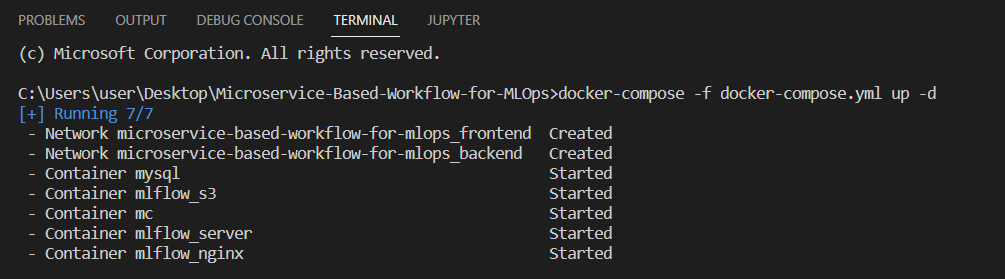 PROBLEMS OUTPUT DEBUG CONSOLE TERMINAL JUPYTER
(c) Microsoft Corporation. All rights reserved.
C:\Users\user\Desktop\Microservice-Based-Workflow-for-MLOps>docker-compose -f docker-compose.yml up -d
[+] Running 7/7
- Network microservice-based-workflow-for-mlops_frontend Created
- Network microservice-based-workflow-for-mlops_backend Created
- Container mysql Started
- Container mlflow_s3 Started
- Container mc Started
- Container mlflow_server Started
- Container mlflow_nginx Started